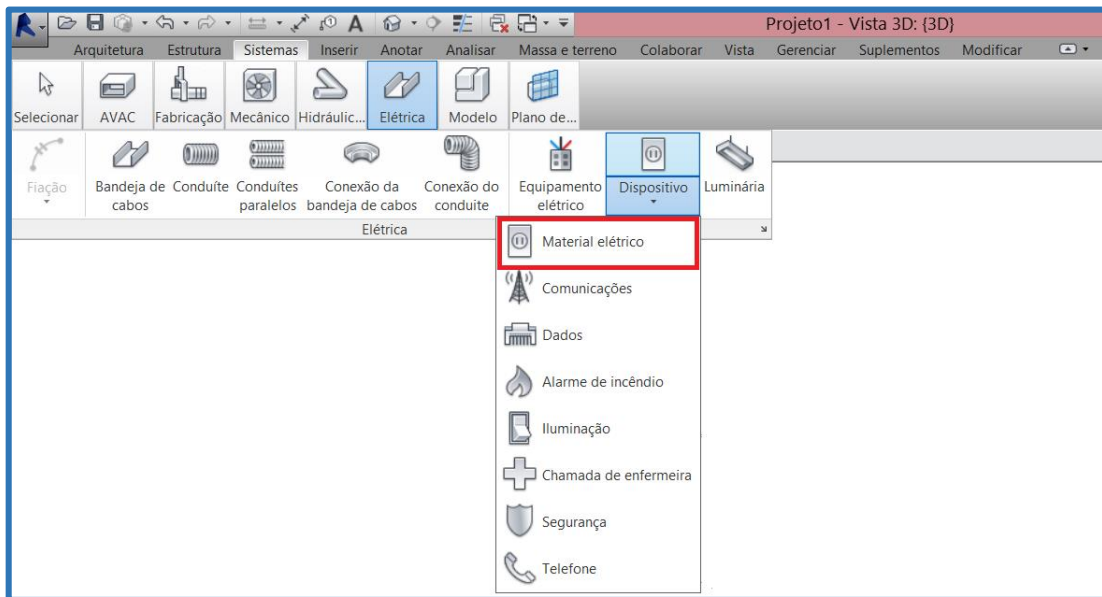 Projeto1 - Vista 3D: {3D}
Arquitetura Estrutura Sistemas Inserir Anotar Analisar Massa e terreno Colaborar Vista Gerenciar Suplementos Modificar
Selecionar AVAC Fabricação Mecânico Hidráulic... Elétrica Modelo Plano de...
Fiação Bandeja de Conduíte Conduítes Conexão da Conexão do Equipamento Dispositivo Luminária
cabos paralelos bandeja de cabos conduite elétrico
Elétrica
Material elétrico
Comunicações
Dados
Alarme de incêndio
Iluminação
Chamada de enfermeira
Segurança
Telefone